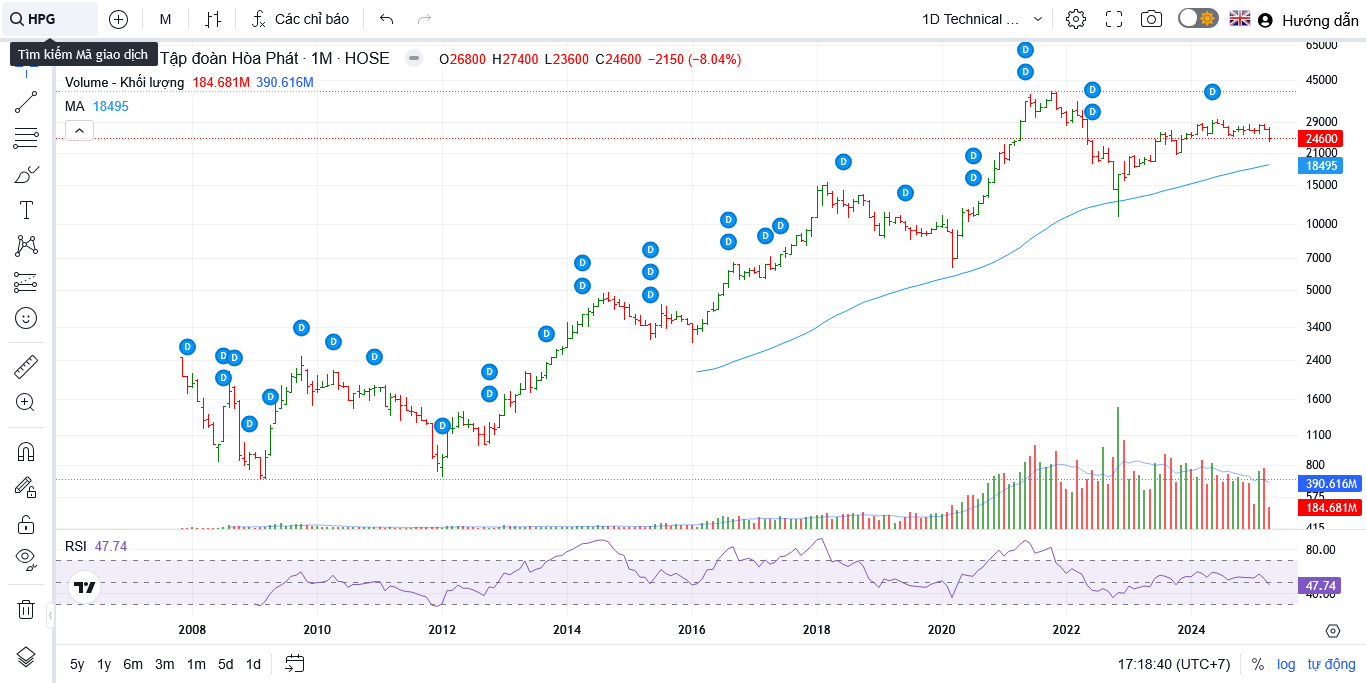 HPG
M
Các chỉ báo
1D Technical ...
Hướng dẫn
Tìm kiếm Mã giao dịch
Tập đoàn Hòa Phát · 1M · HOSE
O26800 H27400 L23600 C24600 −2150 (−8.04%)
Volume - Khối lượng 184.681M 390.616M
MA 18495
65000
45000
29000
24600
21000
18495
15000
10000
7000
5000
3400
2400
1600
1100
800
390.616M
575
184.681M
415
D D D D D D D D D D D D D D D D D D D D D D D D D D D D D D D D
RSI 47.74
80.00
47.74
40.00
2008 2010 2012 2014 2016 2018 2020 2022 2024
5y 1y 6m 3m 1m 5d 1d
17:18:40 (UTC+7) % log tự động